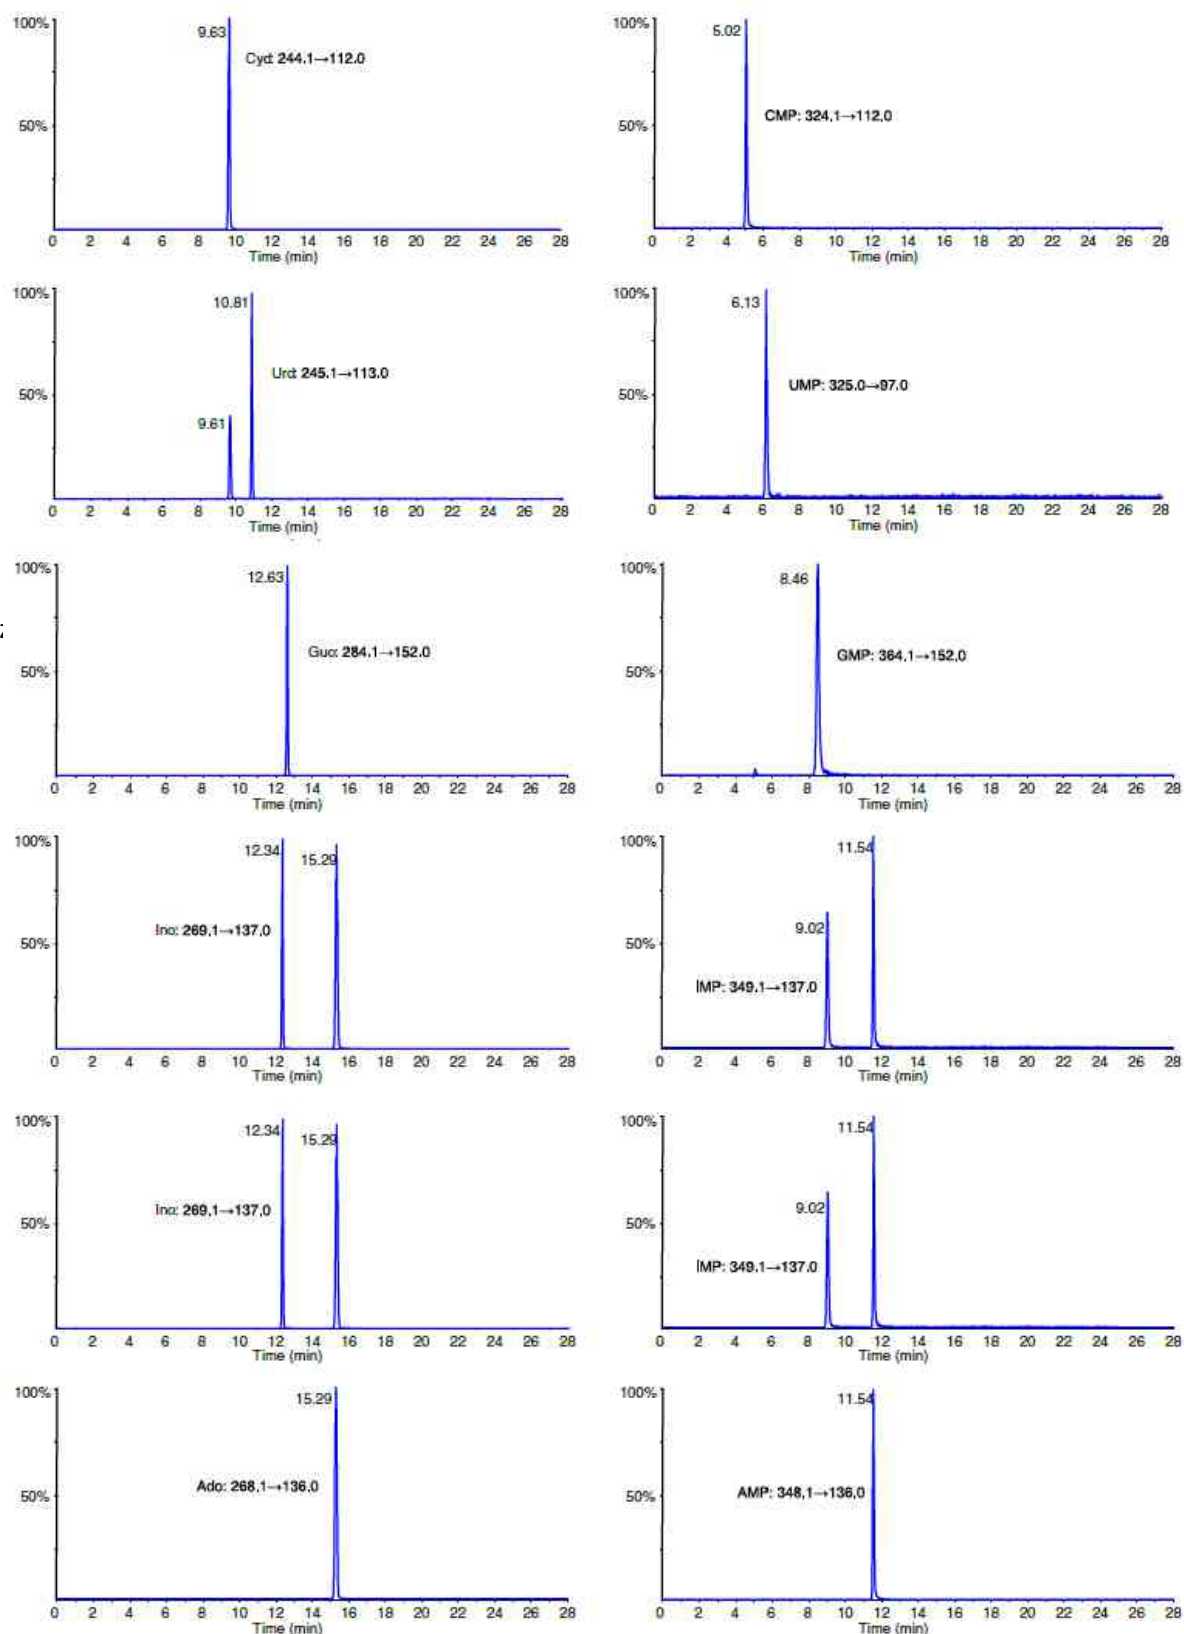 100%
9.63
Cyd: 244.1→112.0
50%
0 2 4 6 8 10 12 14 16 18 20 22 24 26 28
Time (min)
100%
5.02
CMP: 324.1→112.0
50%
0 2 4 6 8 10 12 14 16 18 20 22 24 26 28
Time (min)
100%
10.81
Urd: 245.1→113.0
50%
9.61
0 2 4 6 8 10 12 14 16 18 20 22 24 26 28
Time (min)
100%
6.13
UMP: 325.0→97.0
50%
0 2 4 6 8 10 12 14 16 18 20 22 24 26 28
Time (min)
100%
12.63
Guo: 284.1→152.0
50%
0 2 4 6 8 10 12 14 16 18 20 22 24 26 28
Time (min)
100%
8.46
GMP: 364.1→152.0
50%
0 2 4 6 8 10 12 14 16 18 20 22 24 26 28
Time (min)
100%
12.34
15.29
Ino: 269.1→137.0
50%
0 2 4 6 8 10 12 14 16 18 20 22 24 26 28
Time (min)
100%
11.54
9.02
50%
IMP: 349.1→137.0
0 2 4 6 8 10 12 14 16 18 20 22 24 26 28
Time (min)
100%
12.34
15.29
Ino: 269.1→137.0
50%
0 2 4 6 8 10 12 14 16 18 20 22 24 26 28
Time (min)
100%
11.54
9.02
50%
IMP: 349.1→137.0
0 2 4 6 8 10 12 14 16 18 20 22 24 26 28
Time (min)
100%
15.29
Ado: 268.1→136.0
50%
0 2 4 6 8 10 12 14 16 18 20 22 24 26 28
Time (min)
100%
11.54
AMP: 348.1→136.0
50%
0 2 4 6 8 10 12 14 16 18 20 22 24 26 28
Time (min)